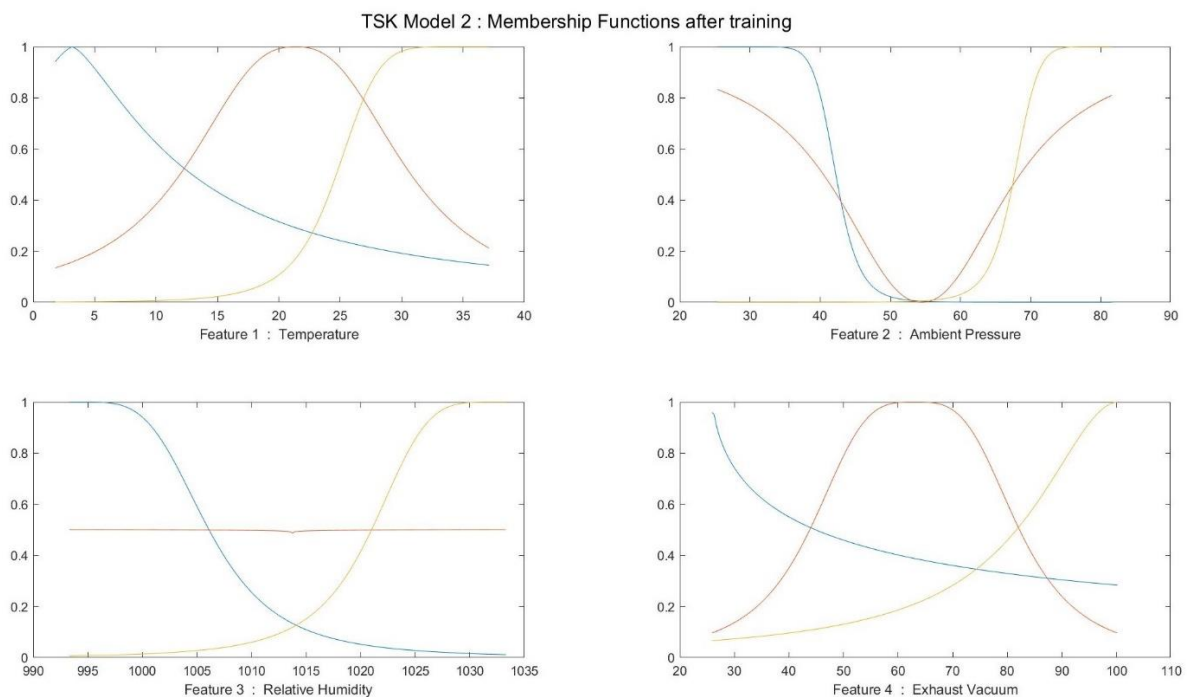 TSK Model 2 : Membership Functions after training
1
0.8
0.6
0.4
0.2
0
0 5 10 15 20 25 30 35 40
Feature 1 : Temperature
1
0.8
0.6
0.4
0.2
0
20 30 40 50 60 70 80 90
Feature 2 : Ambient Pressure
1
0.8
0.6
0.4
0.2
0
990 995 1000 1005 1010 1015 1020 1025 1030 1035
Feature 3 : Relative Humidity
1
0.8
0.6
0.4
0.2
0
20 30 40 50 60 70 80 90 100 110
Feature 4 : Exhaust Vacuum